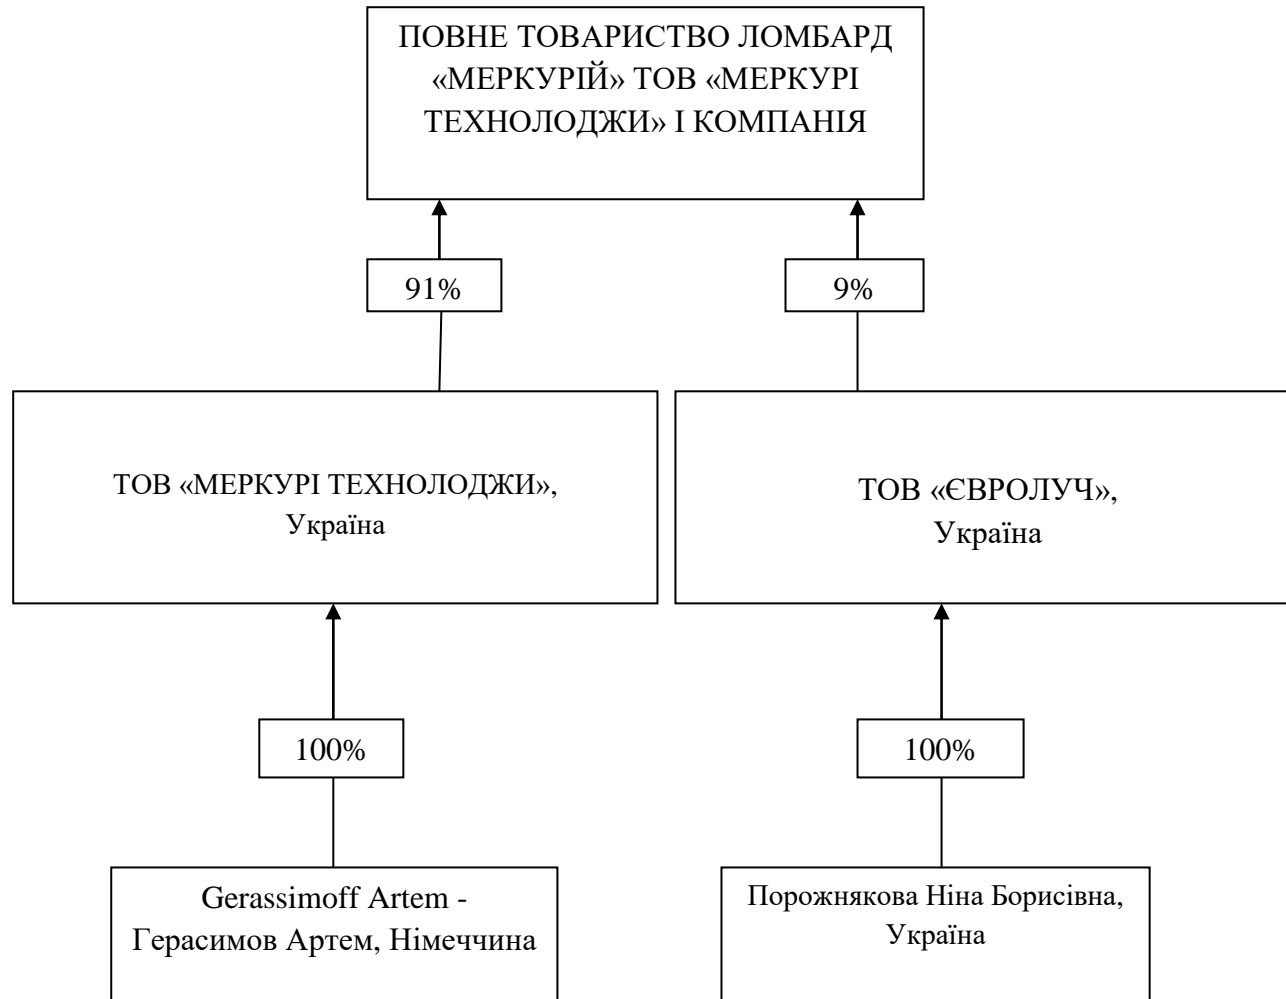 ПОВНЕ ТОВАРИСТВО ЛОМБАРД
«МЕРКУРІЙ» ТОВ «МЕРКУРІ
ТЕХНОЛОДЖИ» І КОМПАНІЯ
91%
9%
ТОВ «МЕРКУРІ ТЕХНОЛОДЖИ»,
Україна
ТОВ «ЄВРОЛУЧ»,
Україна
100%
100%
Gerassimoff Artem -
Герасимов Артем, Німеччина
Порожнякова Ніна Борисівна,
Україна